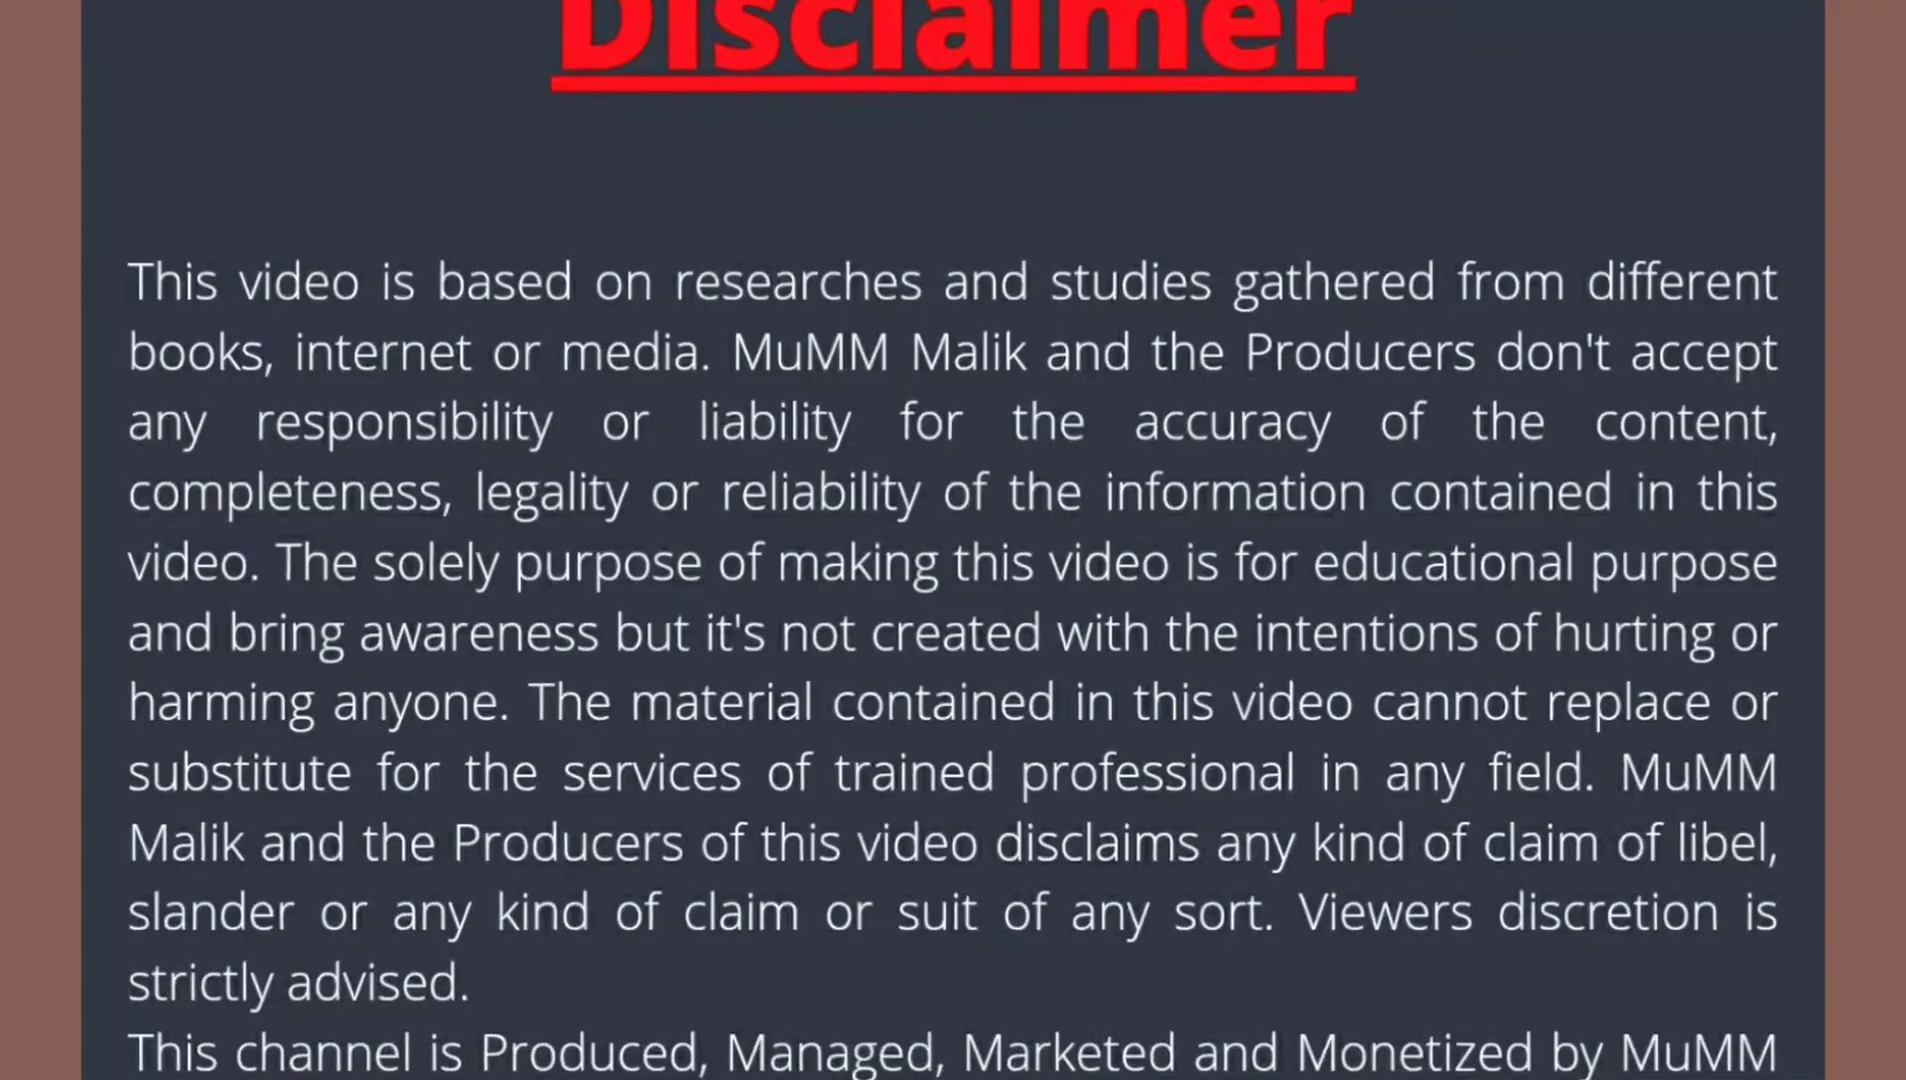 Disclaimer
This video is based on researches and studies gathered from different
books, internet or media. MuMM Malik and the Producers don't accept
any responsibility or liability for the accuracy of the content,
completeness, legality or reliability of the information contained in this
video. The solely purpose of making this video is for educational purpose
and bring awareness but it's not created with the intentions of hurting or
harming anyone. The material contained in this video cannot replace or
substitute for the services of trained professional in any field. MuMM
Malik and the Producers of this video disclaims any kind of claim of libel,
slander or any kind of claim or suit of any sort. Viewers discretion is
strictly advised.
This channel is Produced, Managed, Marketed and Monetized by MuMM